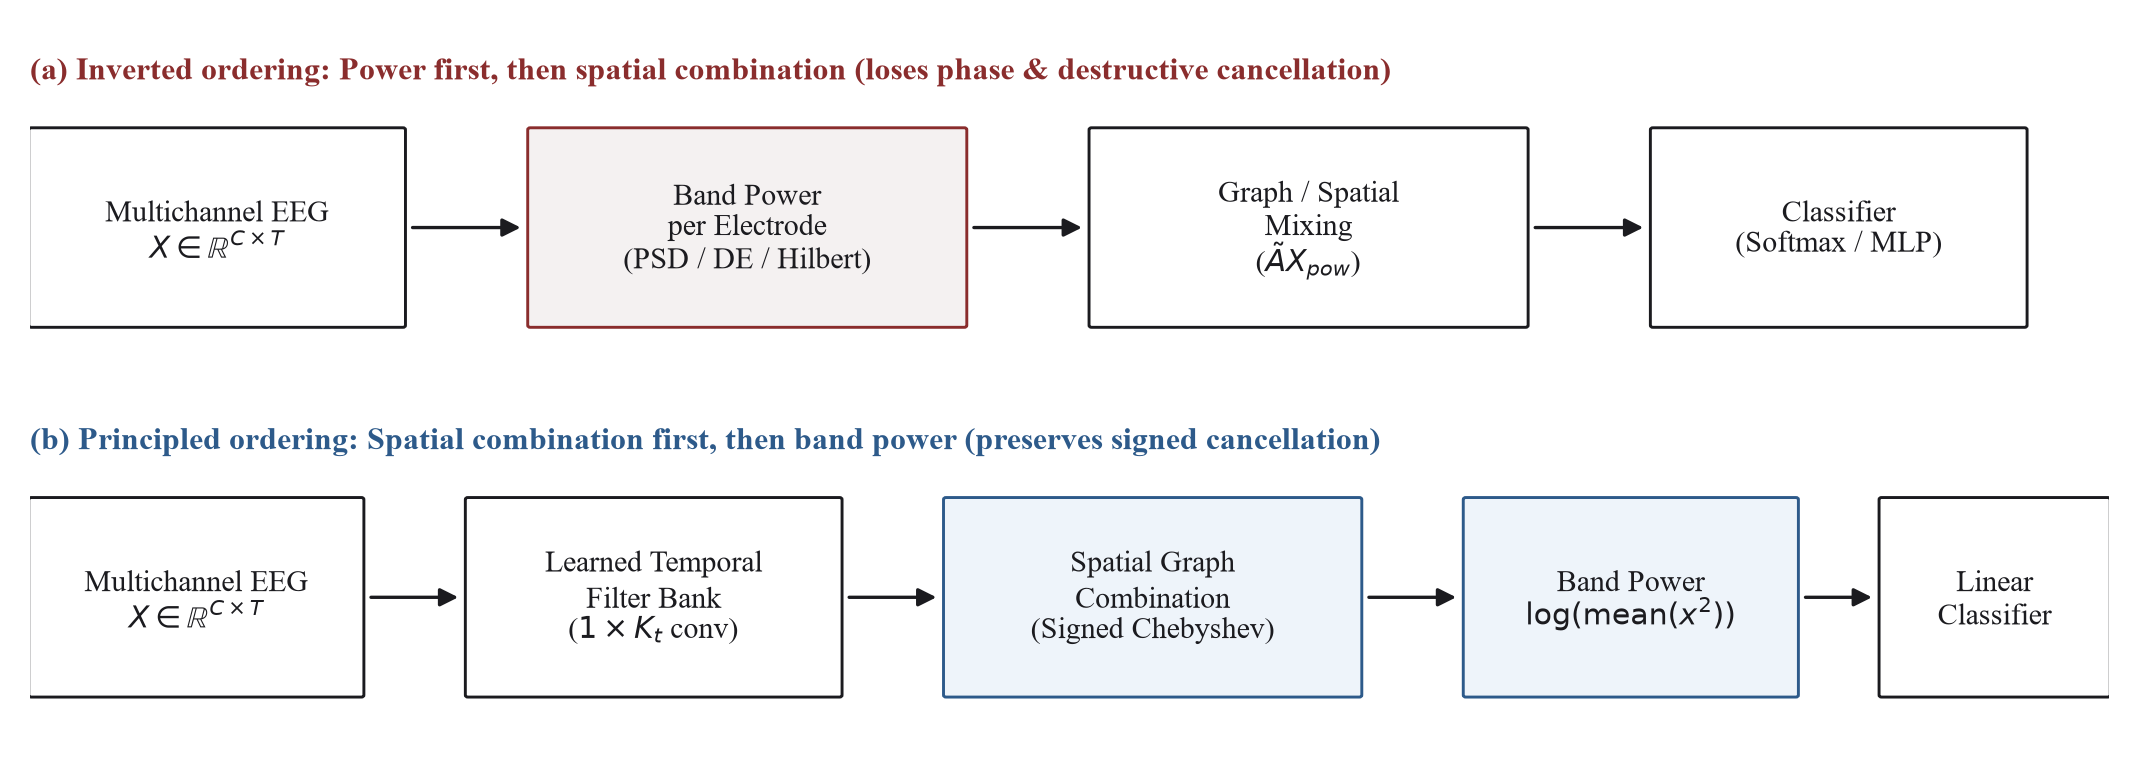 (a) Inverted ordering: Power first, then spatial combination (loses phase & destructive cancellation)
Multichannel EEG
X ∈ ℝ^{C × T}
Band Power
per Electrode
(PSD / DE / Hilbert)
Graph / Spatial
Mixing
(ÃX_{pow})
Classifier
(Softmax / MLP)
(b) Principled ordering: Spatial combination first, then band power (preserves signed cancellation)
Multichannel EEG
X ∈ ℝ^{C × T}
Learned Temporal
Filter Bank
(1 × K_t conv)
Spatial Graph
Combination
(Signed Chebyshev)
Band Power
log(mean(x²))
Linear
Classifier